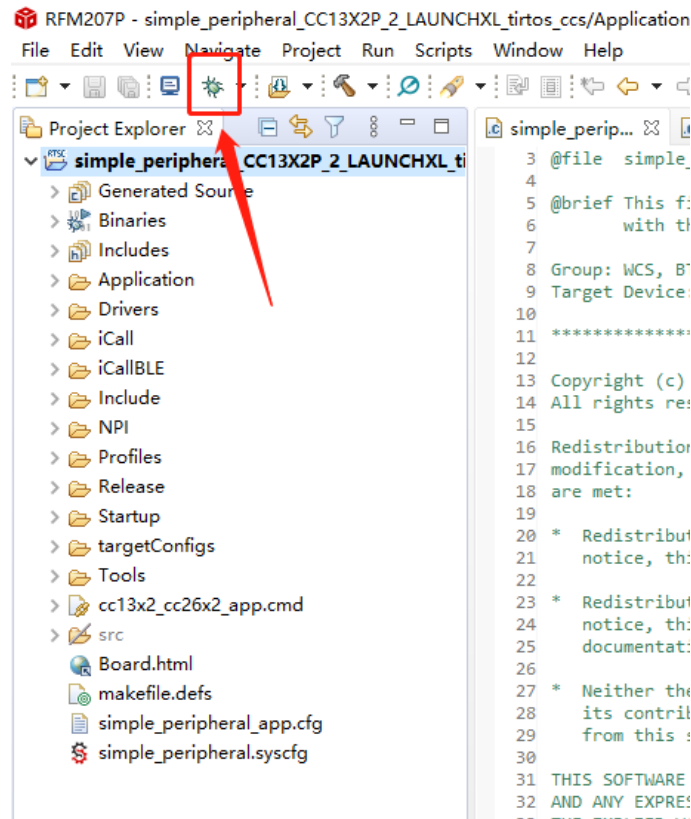 RFM207P - simple_peripheral_CC13X2P_2_LAUNCHXL_tirtos_ccs/Application
File Edit View Navigate Project Run Scripts Window Help
Project Explorer
simple_perip...
simple_peripheral_CC13X2P_2_LAUNCHXL_ti
Generated Source
Binaries
Includes
Application
Drivers
iCall
iCallBLE
Include
NPI
Profiles
Release
Startup
targetConfigs
Tools
cc13x2_cc26x2_app.cmd
src
Board.html
makefile.defs
simple_peripheral_app.cfg
simple_peripheral.syscfg
3 @file simple_
4
5 @brief This fi
6 with th
7
8 Group: WCS, BT
9 Target Device:
10
11 **************
12
13 Copyright (c)
14 All rights res
15
16 Redistribution
17 modification,
18 are met:
19
20 * Redistribut
21 notice, thi
22
23 * Redistribut
24 notice, thi
25 documentati
26
27 * Neither the
28 its contrib
29 from this s
30
31 THIS SOFTWARE
32 AND ANY EXPRES